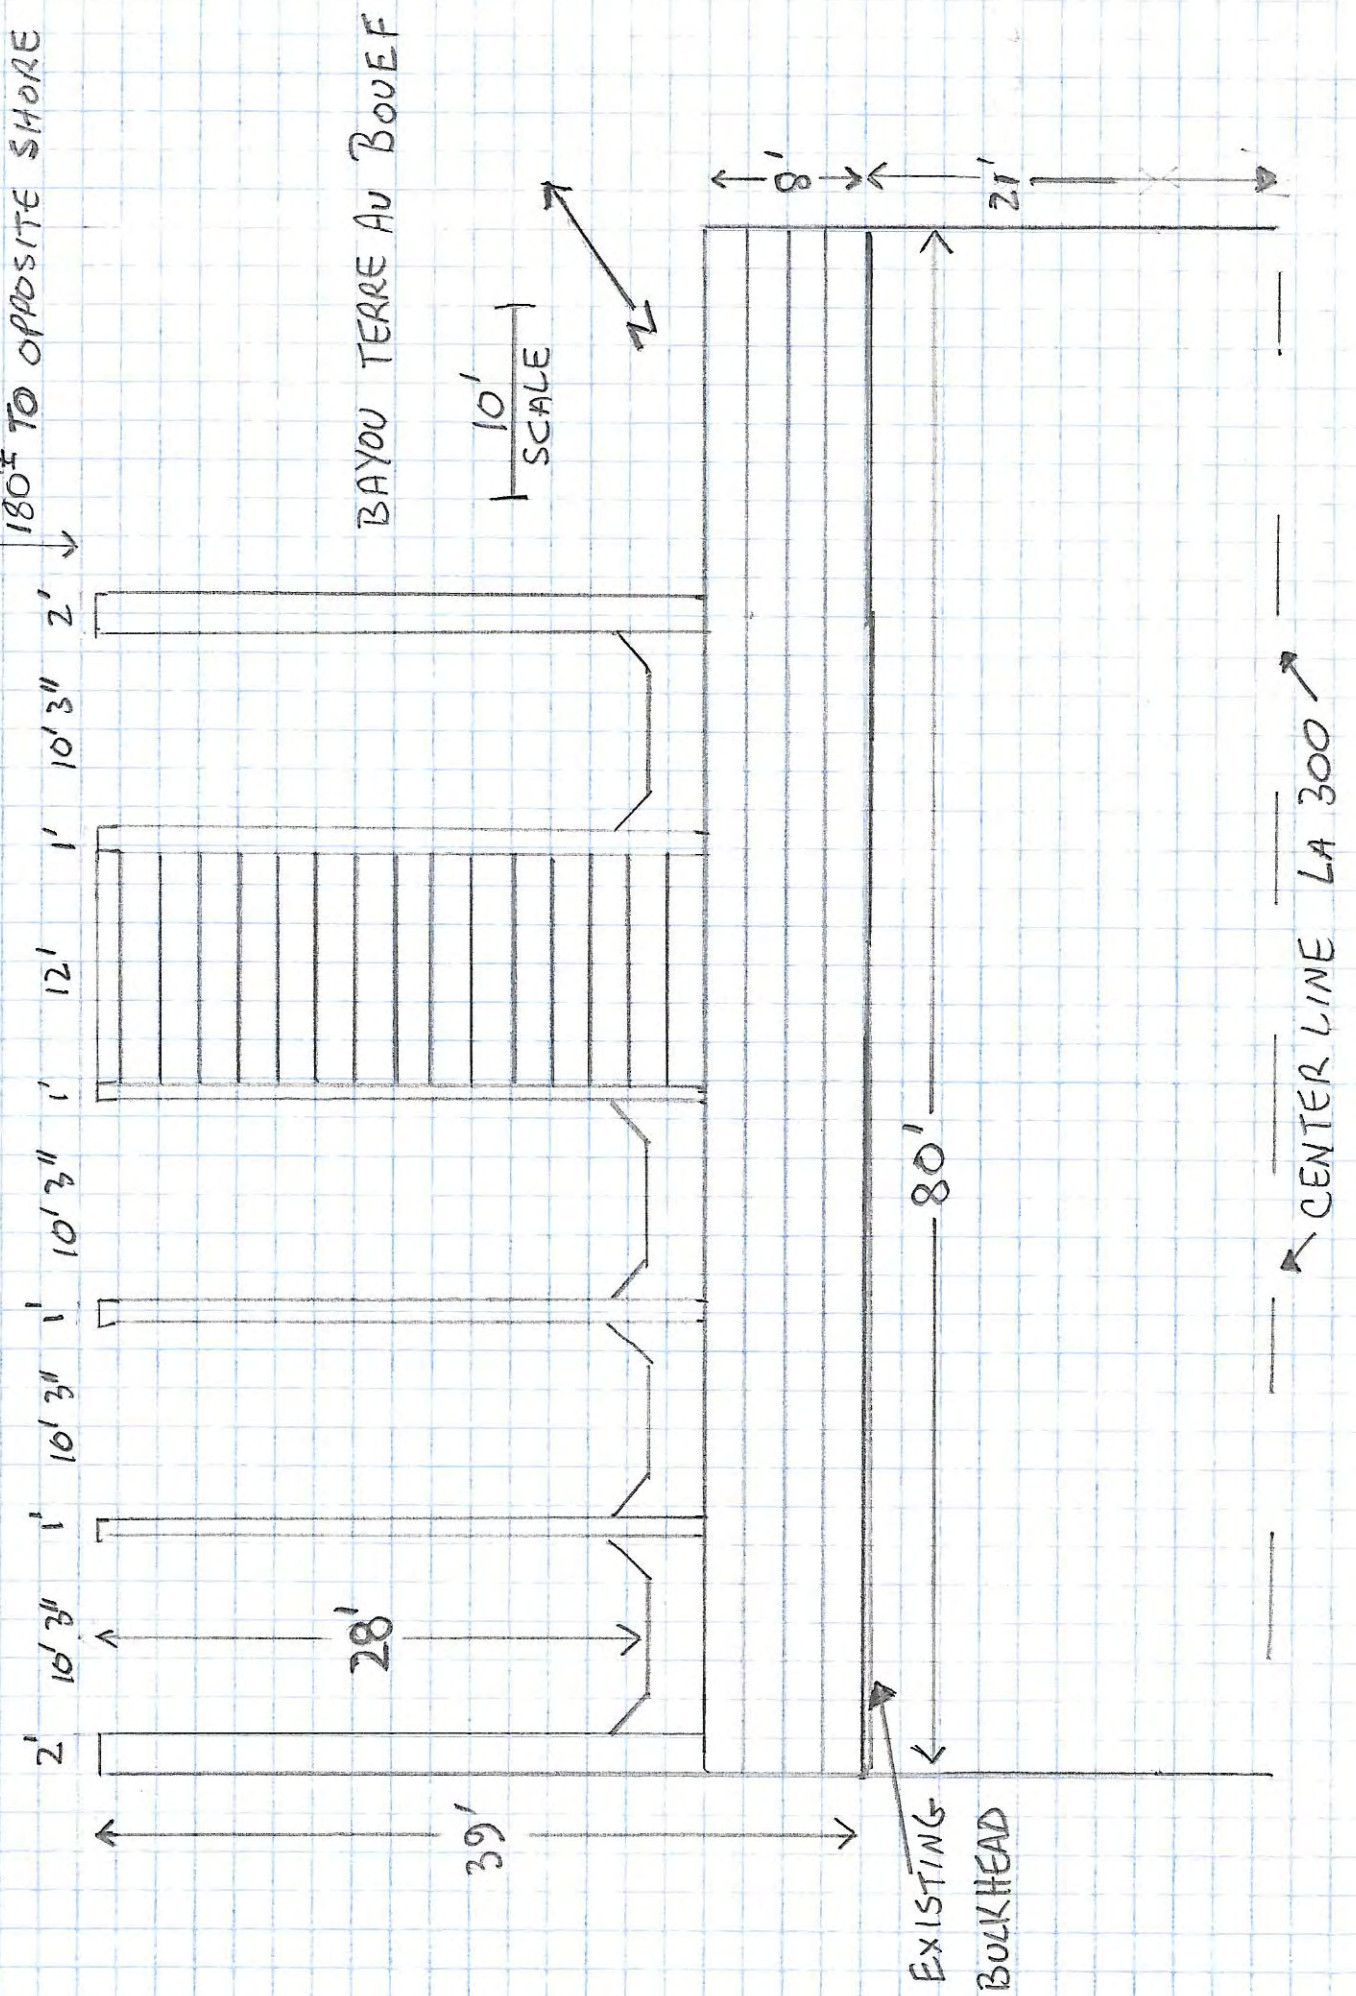 180'± TO OPPOSITE SHORE
2' 10' 3" 1' 10' 3" 1' 10' 3" 1' 12' 1' 10' 3" 2'
BAYOU TERRE AU BOUEF
10'
SCALE
N
28'
39'
8'
21'
80'
EXISTING
BULKHEAD
CENTER LINE LA 300